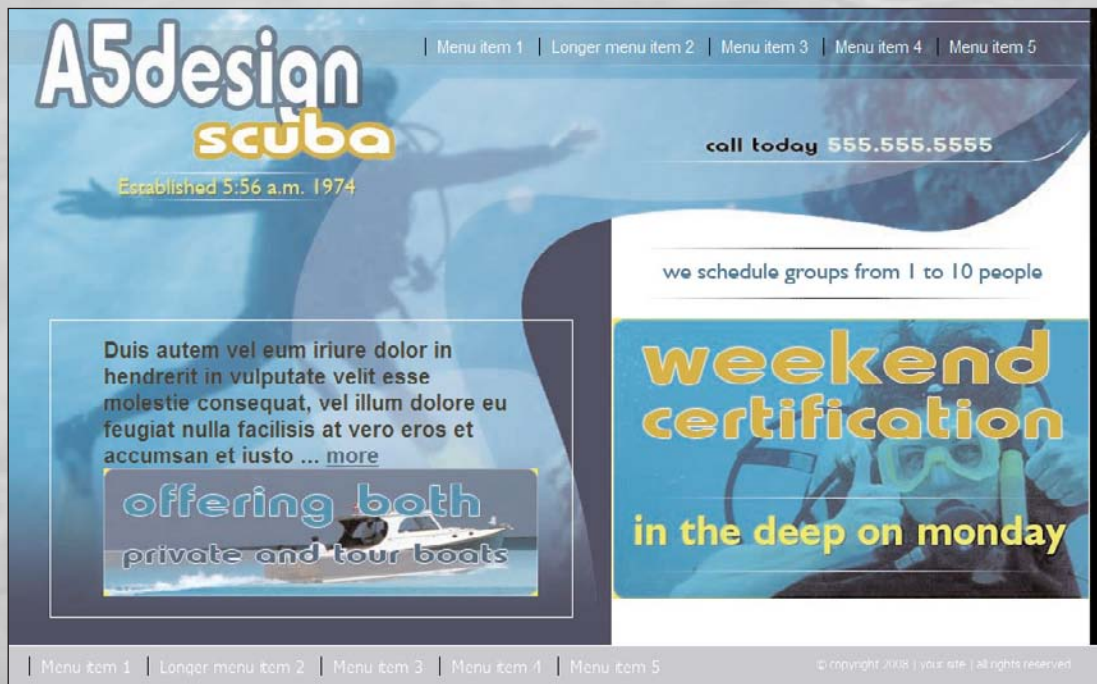 A5design
scuba
Established 5:56 a.m. 1974
Menu item 1 | Longer menu item 2 | Menu item 3 | Menu item 4 | Menu item 5
call today 555.555.5555
we schedule groups from 1 to 10 people
Duis autem vel eum iriure dolor in
hendrerit in vulputate velit esse
molestie consequat, vel illum dolore eu
feugiat nulla facilisis at vero eros et
accumsan et iusto ... more
offering both
private and tour boats
weekend
certification
in the deep on monday
Menu item 1 | Longer menu item 2 | Menu item 3 | Menu item 4 | Menu item 5
© copyright 2008 | your site | all rights reserved